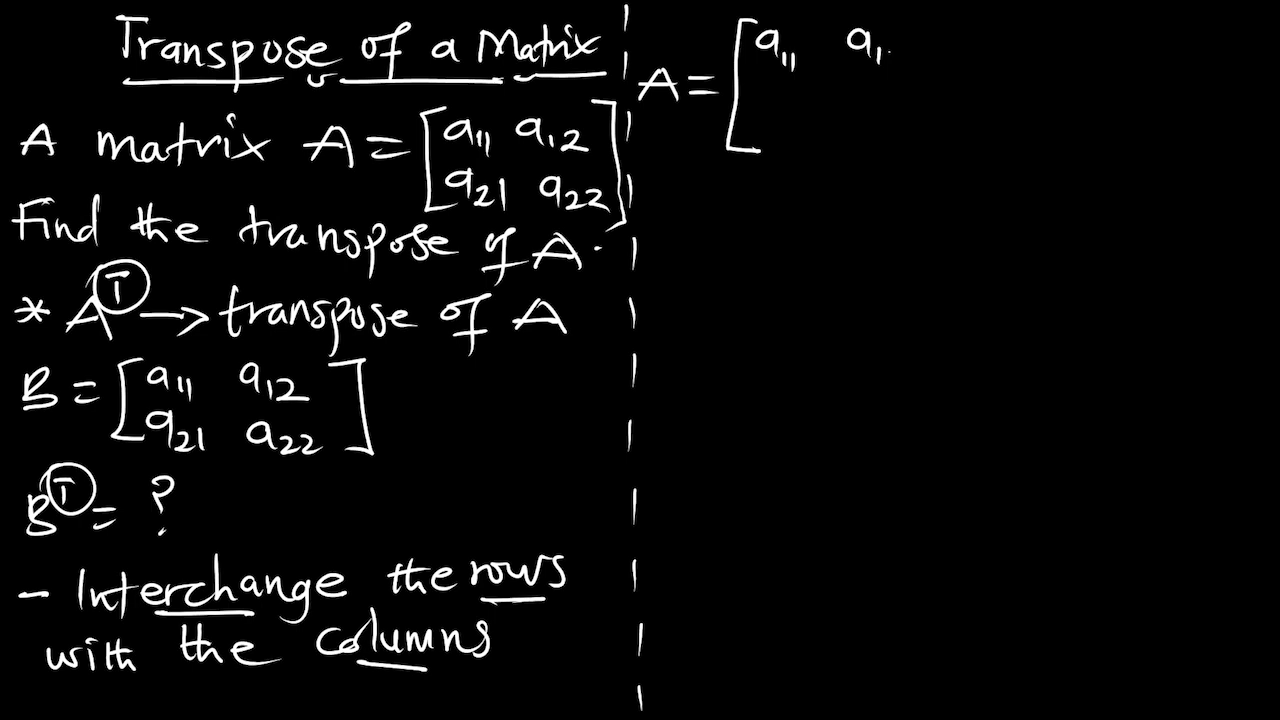 Transpose of a Matrix
A matrix A = [a11 a12
a21 a22]
Find the transpose of A.
* A^T → transpose of A
B = [a11 a12
a21 a22]
B^T = ?
- Interchange the rows
with the columns
A = [a11 a1